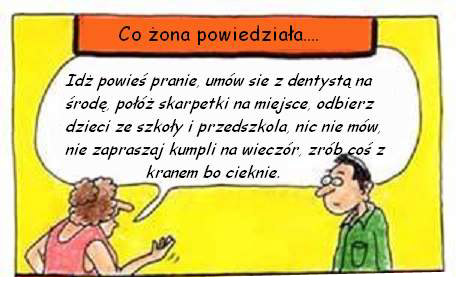 Co żona powiedziała....
Idż powieś pranie, umów sie z dentystą na
środę, połóż skarpetki na miejsce, odbierz
dzieci ze szkoły i przedszkola, nic nie mów,
nie zapraszaj kumpli na wieczór, zrób coś z
kranem bo cieknie.